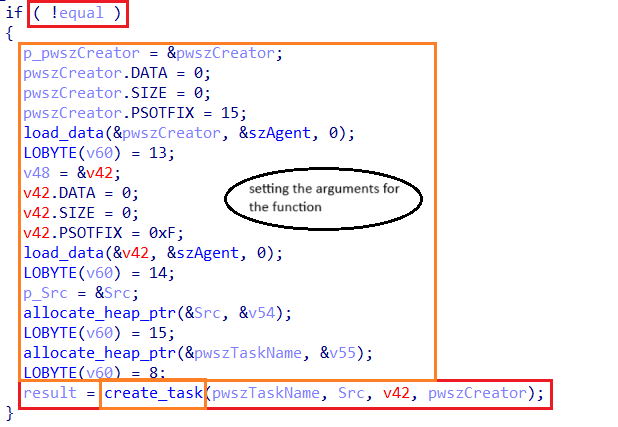 if ( !equal )
{
p_pwszCreator = &pwszCreator;
pwszCreator.DATA = 0;
pwszCreator.SIZE = 0;
pwszCreator.PSOTFIX = 15;
load_data(&pwszCreator, &szAgent, 0);
LOBYTE(v60) = 13;
v48 = &v42;
v42.DATA = 0;
v42.SIZE = 0;
v42.PSOTFIX = 0xF;
load_data(&v42, &szAgent, 0);
LOBYTE(v60) = 14;
p_Src = &Src;
allocate_heap_ptr(&Src, &v54);
LOBYTE(v60) = 15;
allocate_heap_ptr(&pwszTaskName, &v55);
LOBYTE(v60) = 8;
result = create_task(pwszTaskName, Src, v42, pwszCreator);
}
setting the arguments for
the function